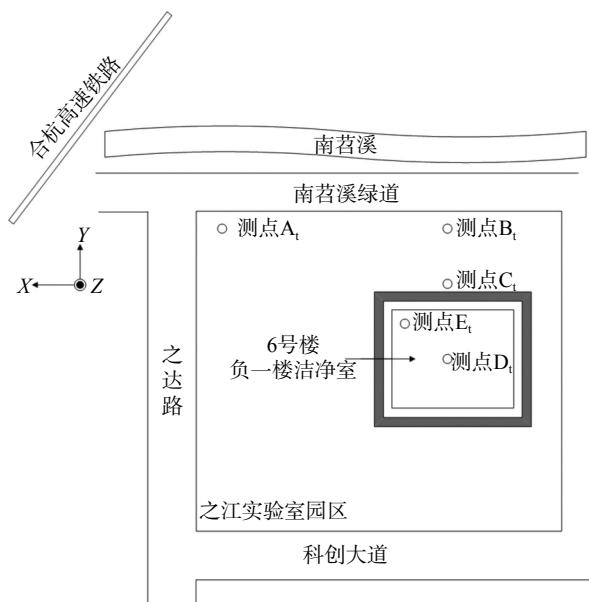 合杭高速铁路
南苕溪
南苕溪绿道
测点At
测点Bt
Y
X
Z
测点Ct
测点Et
6号楼
负一楼洁净室
测点Dt
之达路
之江实验室园区
科创大道